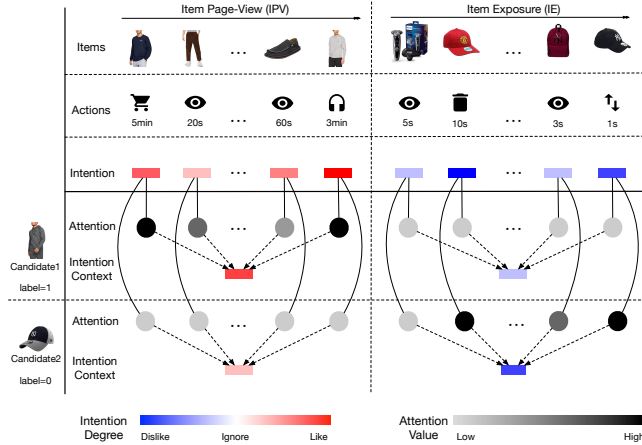 Item Page-View (IPV) Item Exposure (IE)
Items ... ...
Actions ... ...
5min 20s 60s 3min 5s 10s 3s 1s
Intention ... ...
Attention ... ...
Candidate1
Intention
Context
label=1
Attention ... ...
Candidate2
Intention
Context
label=0
Intention
Degree
Dislike Ignore Like
Attention
Value
Low High